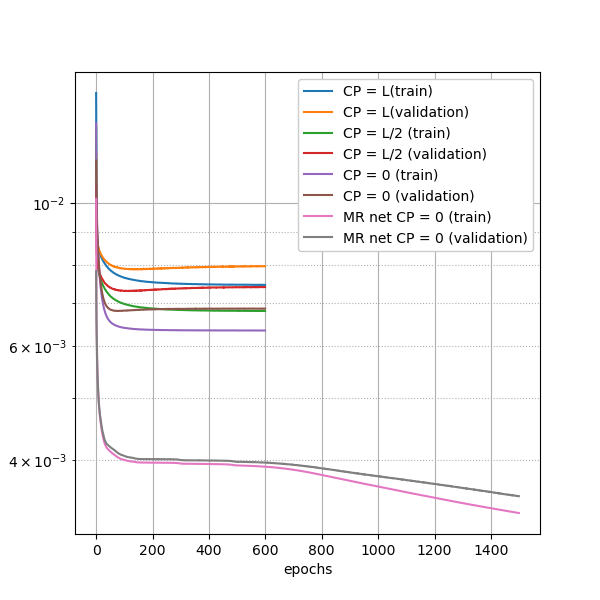 CP = L(train)
CP = L(validation)
CP = L/2 (train)
CP = L/2 (validation)
CP = 0 (train)
CP = 0 (validation)
MR net CP = 0 (train)
MR net CP = 0 (validation)
10⁻²
6 × 10⁻³
4 × 10⁻³
0 200 400 600 800 1000 1200 1400
epochs